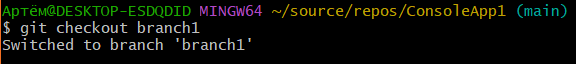 Артём@DESKTOP-ESDQDID MINGW64 ~/source/repos/ConsoleApp1 (main)
$ git checkout branch1
Switched to branch 'branch1'